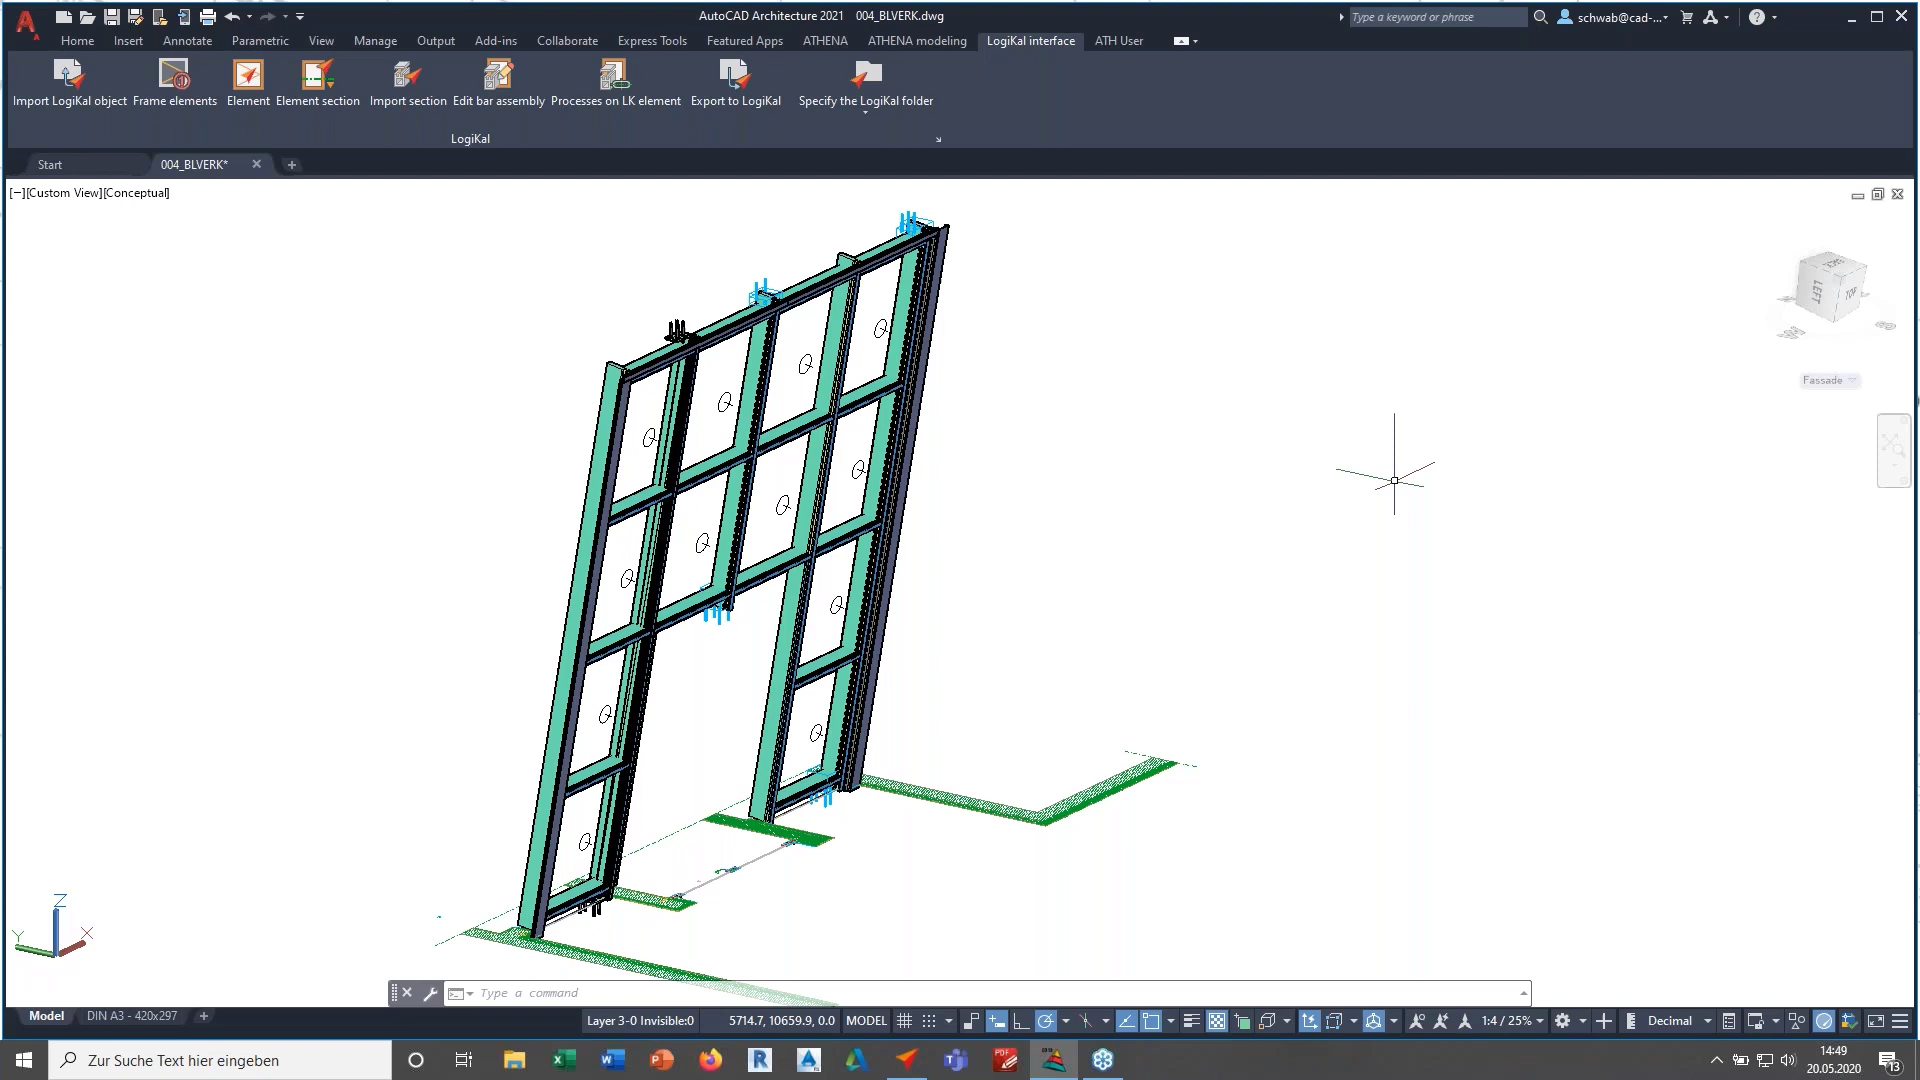 AutoCAD Architecture 2021 004_BLVERK.dwg
Type a keyword or phrase
schwab@cad-...
Home Insert Annotate Parametric View Manage Output Add-ins Collaborate Express Tools Featured Apps ATHENA ATHENA modeling LogiKal interface ATH User
Import LogiKal object Frame elements Element Element section Import section Edit bar assembly Processes on LK element Export to LogiKal Specify the LogiKal folder
LogiKal
Start 004_BLVERK*
[−][Custom View][Conceptual]
BACK
LEFT TOP
Fassade
Z
Y X
Type a command
Model DIN A3 - 420x297
Layer 3-0 Invisible:0 5714.7, 10659.9, 0.0 MODEL 1:4 / 25% Decimal
Zur Suche Text hier eingeben
14:49
20.05.2020
13